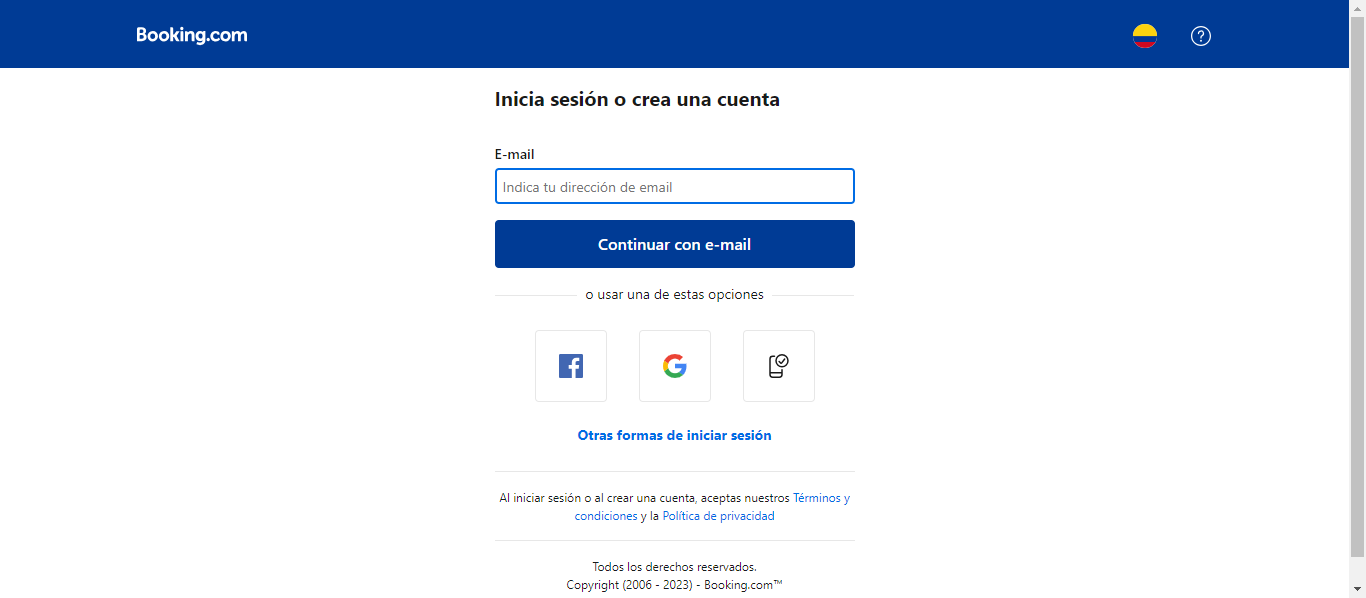 Booking.com
Inicia sesión o crea una cuenta
E-mail
Indica tu dirección de email
Continuar con e-mail
o usar una de estas opciones
Otras formas de iniciar sesión
Al iniciar sesión o al crear una cuenta, aceptas nuestros Términos y
condiciones y la Política de privacidad
Todos los derechos reservados.
Copyright (2006 - 2023) - Booking.com™